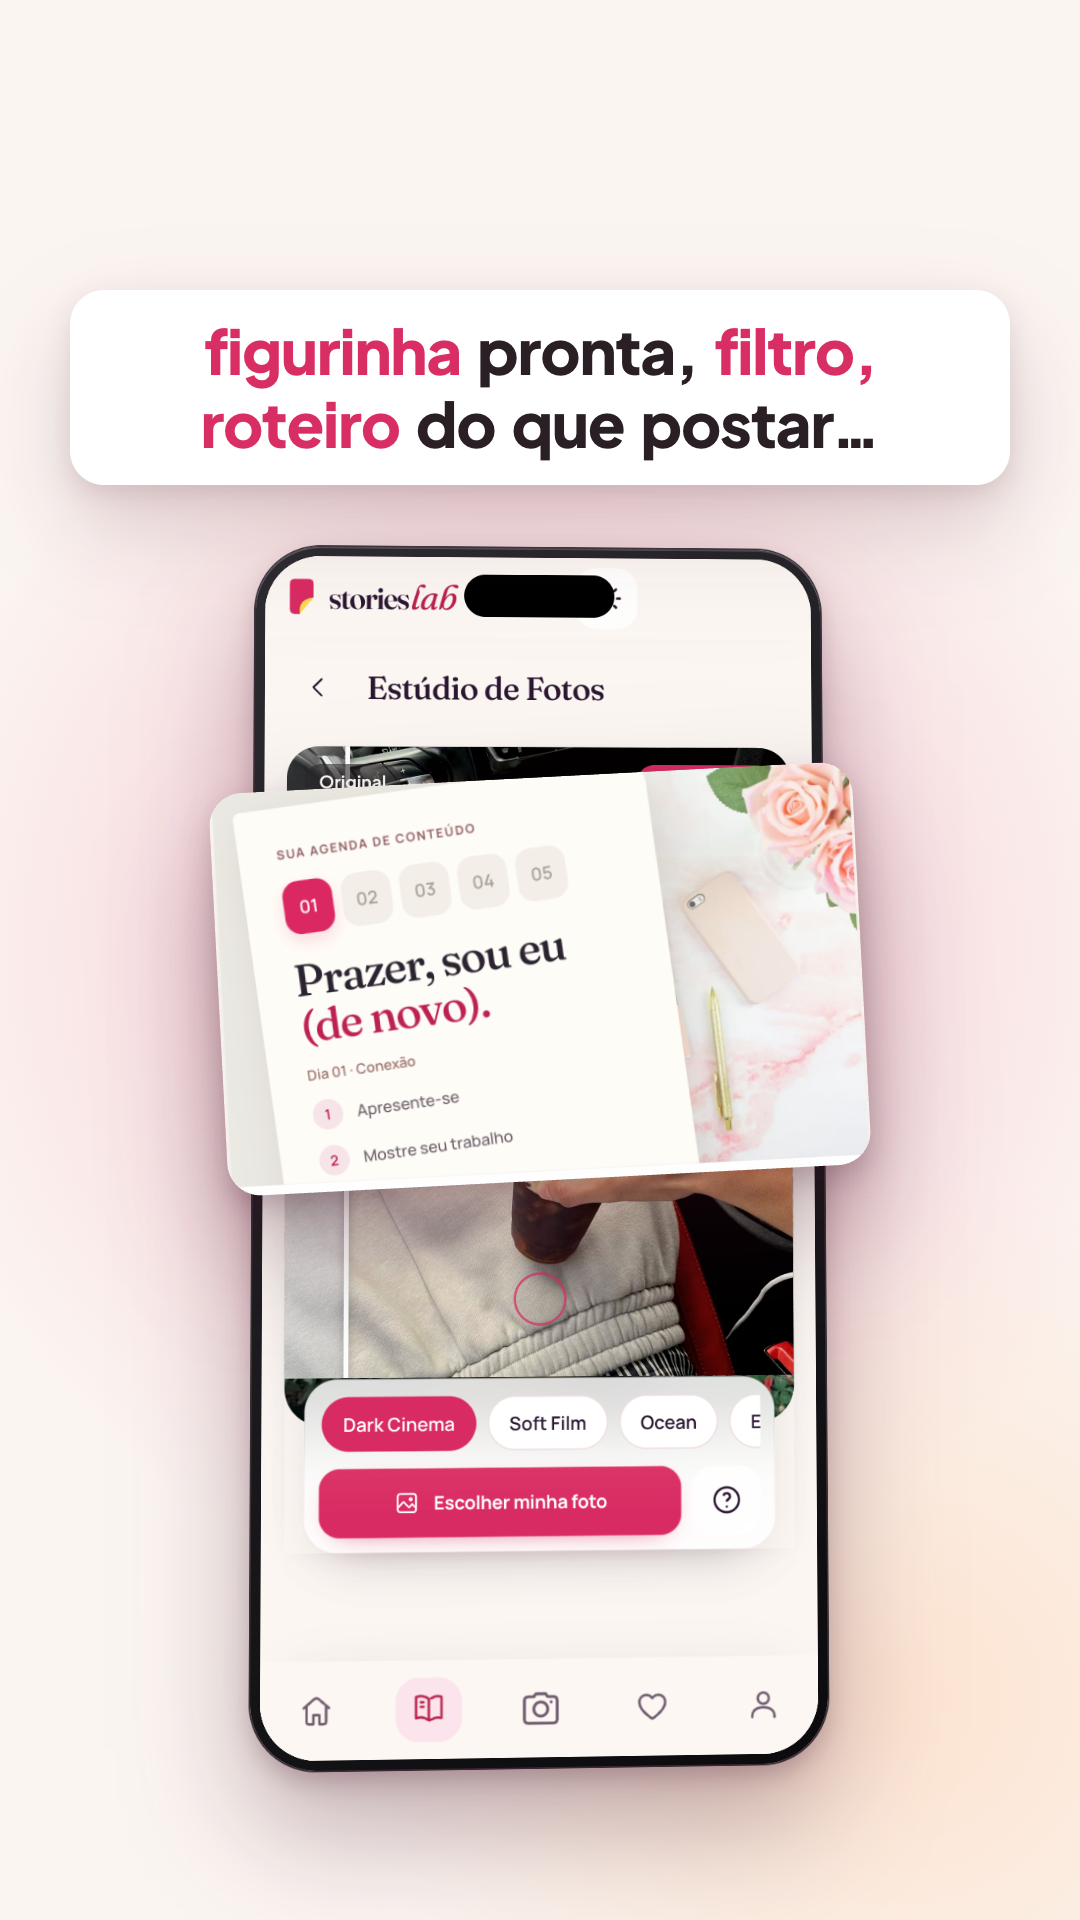 figurinha pronta, filtro,
roteiro do que postar...
storieslab
Estúdio de Fotos
Original
SUA AGENDA DE CONTEÚDO
01 02 03 04 05
Prazer, sou eu
(de novo).
Dia 01 · Conexão
1 Apresente-se
2 Mostre seu trabalho
Dark Cinema Soft Film Ocean E
Escolher minha foto